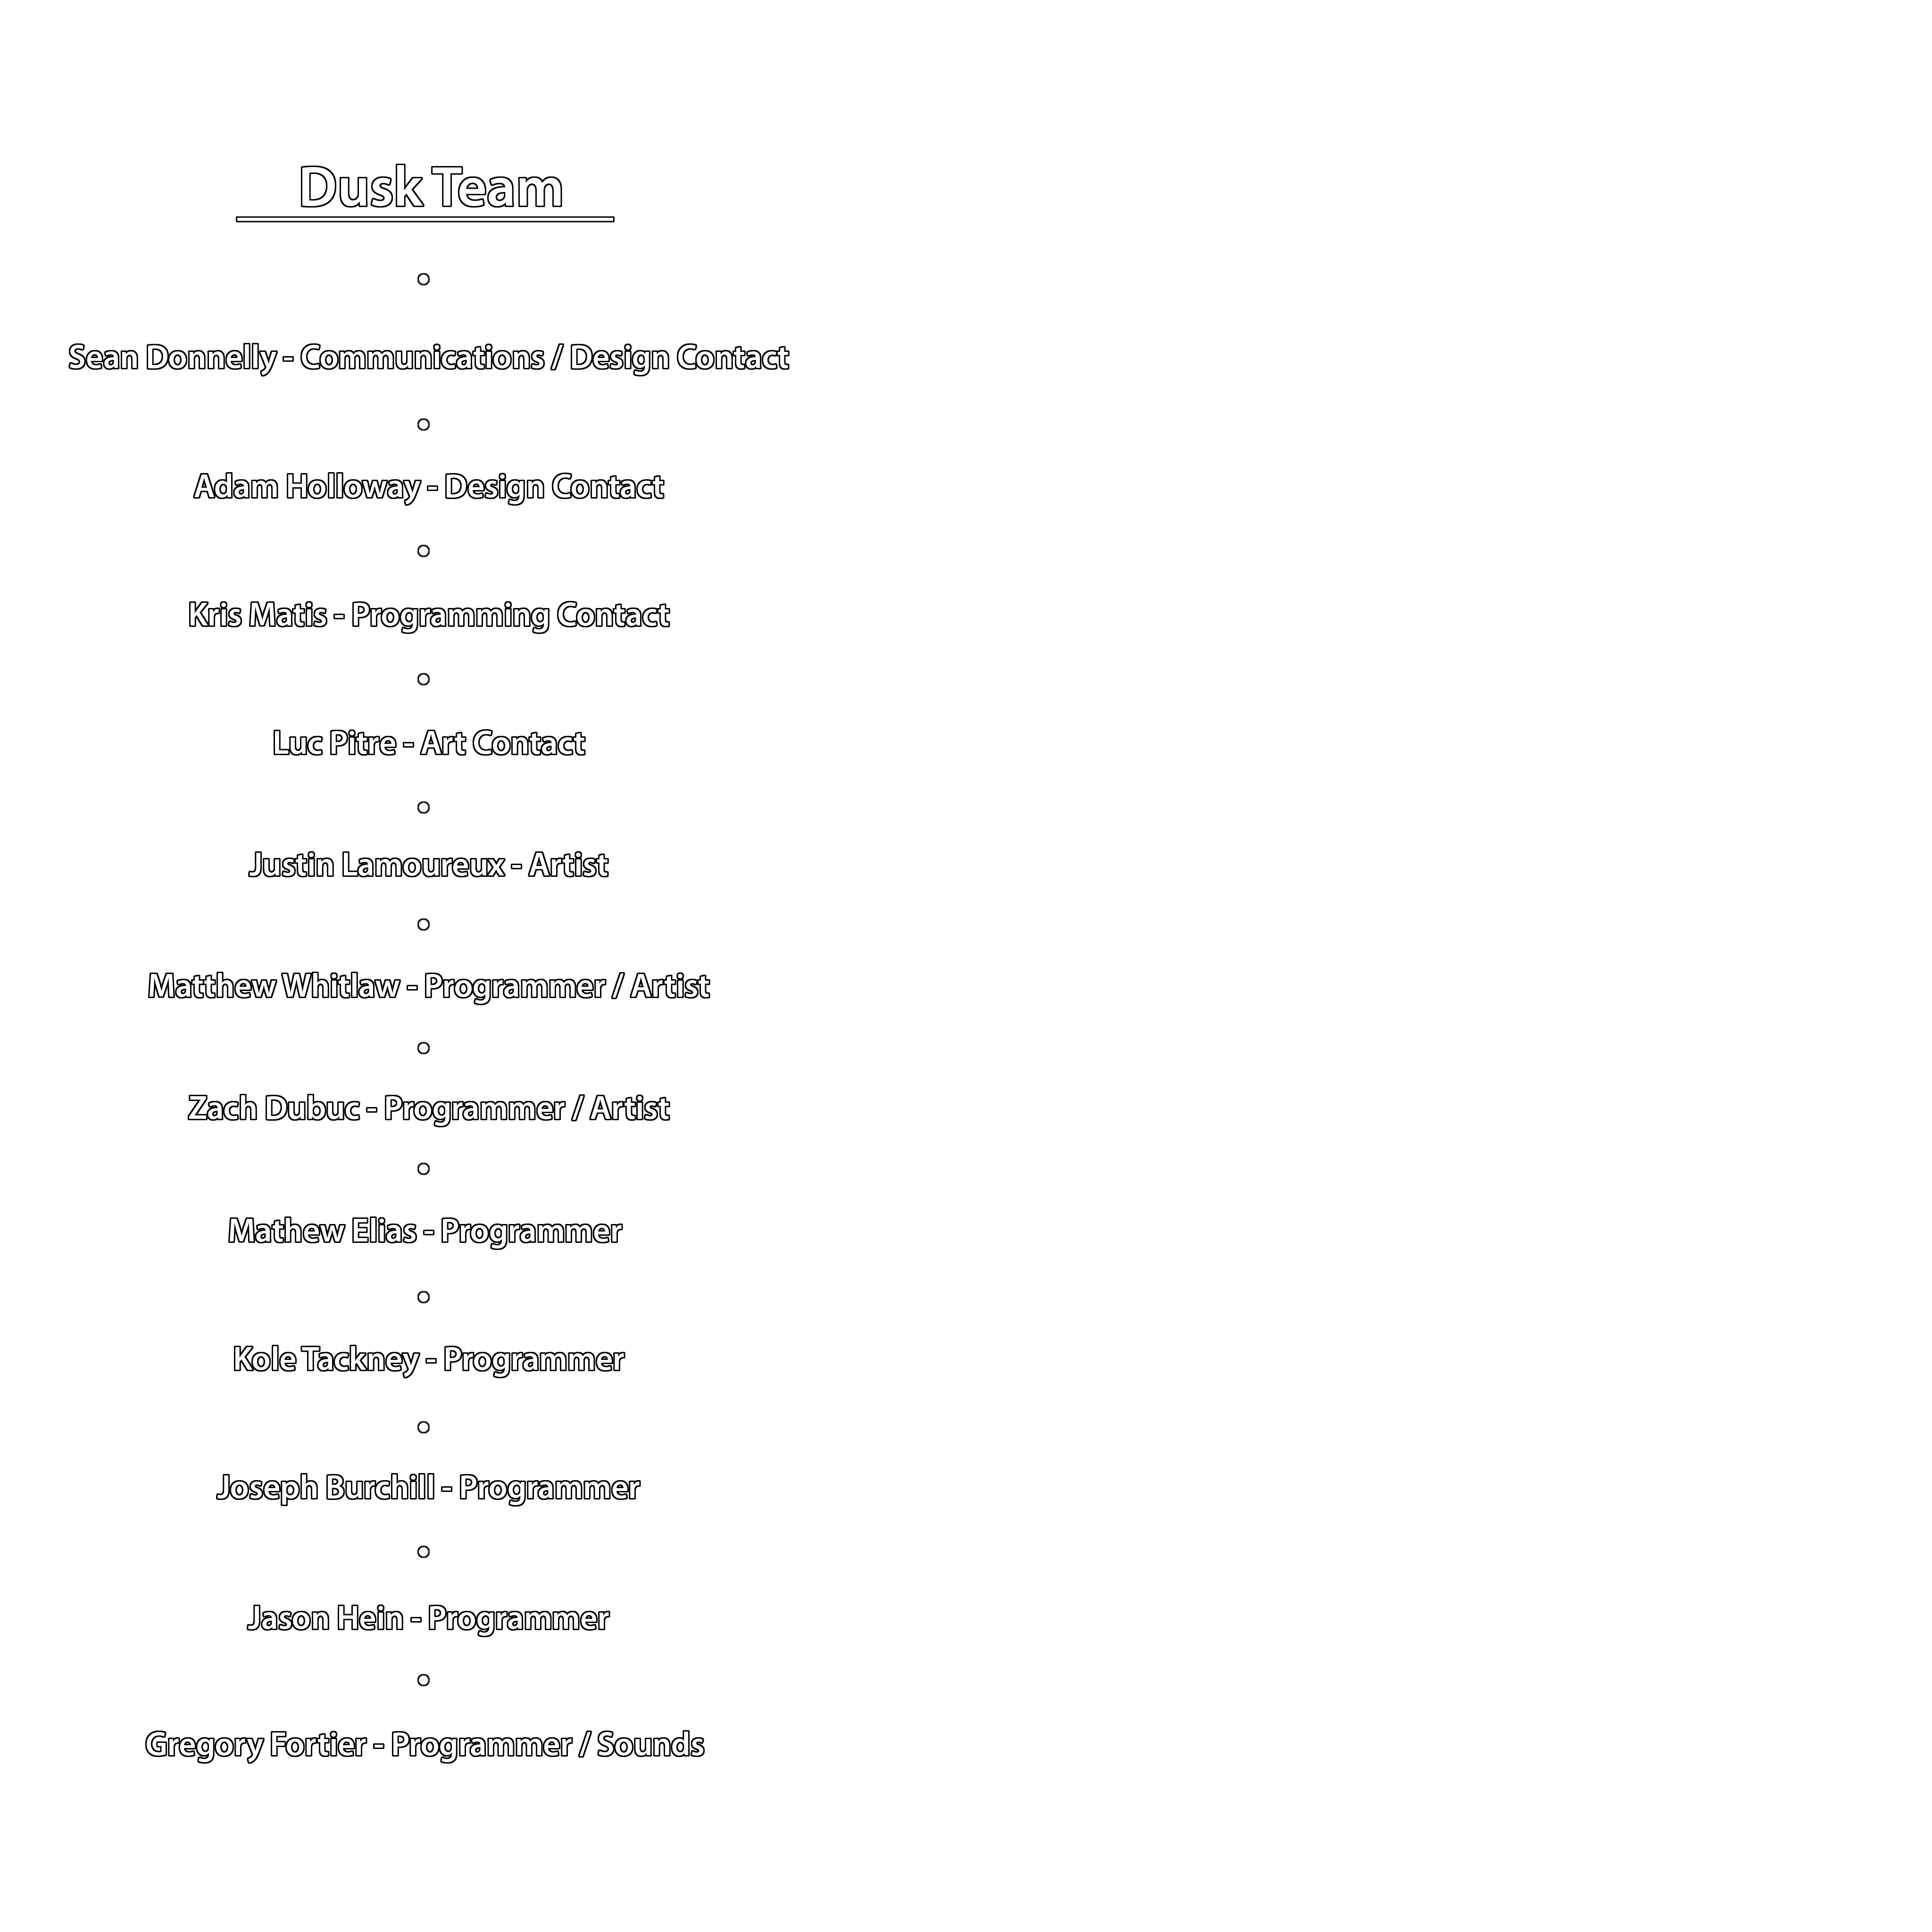 Dusk Team
Sean Donnelly - Communications / Design Contact
Adam Holloway - Design Contact
Kris Matis - Programming Contact
Luc Pitre - Art Contact
Justin Lamoureux - Artist
Matthew Whitlaw - Programmer / Artist
Zach Dubuc - Programmer / Artist
Mathew Elias - Programmer
Kole Tackney - Programmer
Joseph Burchill - Programmer
Jason Hein - Programmer
Gregory Fortier - Programmer / Sounds